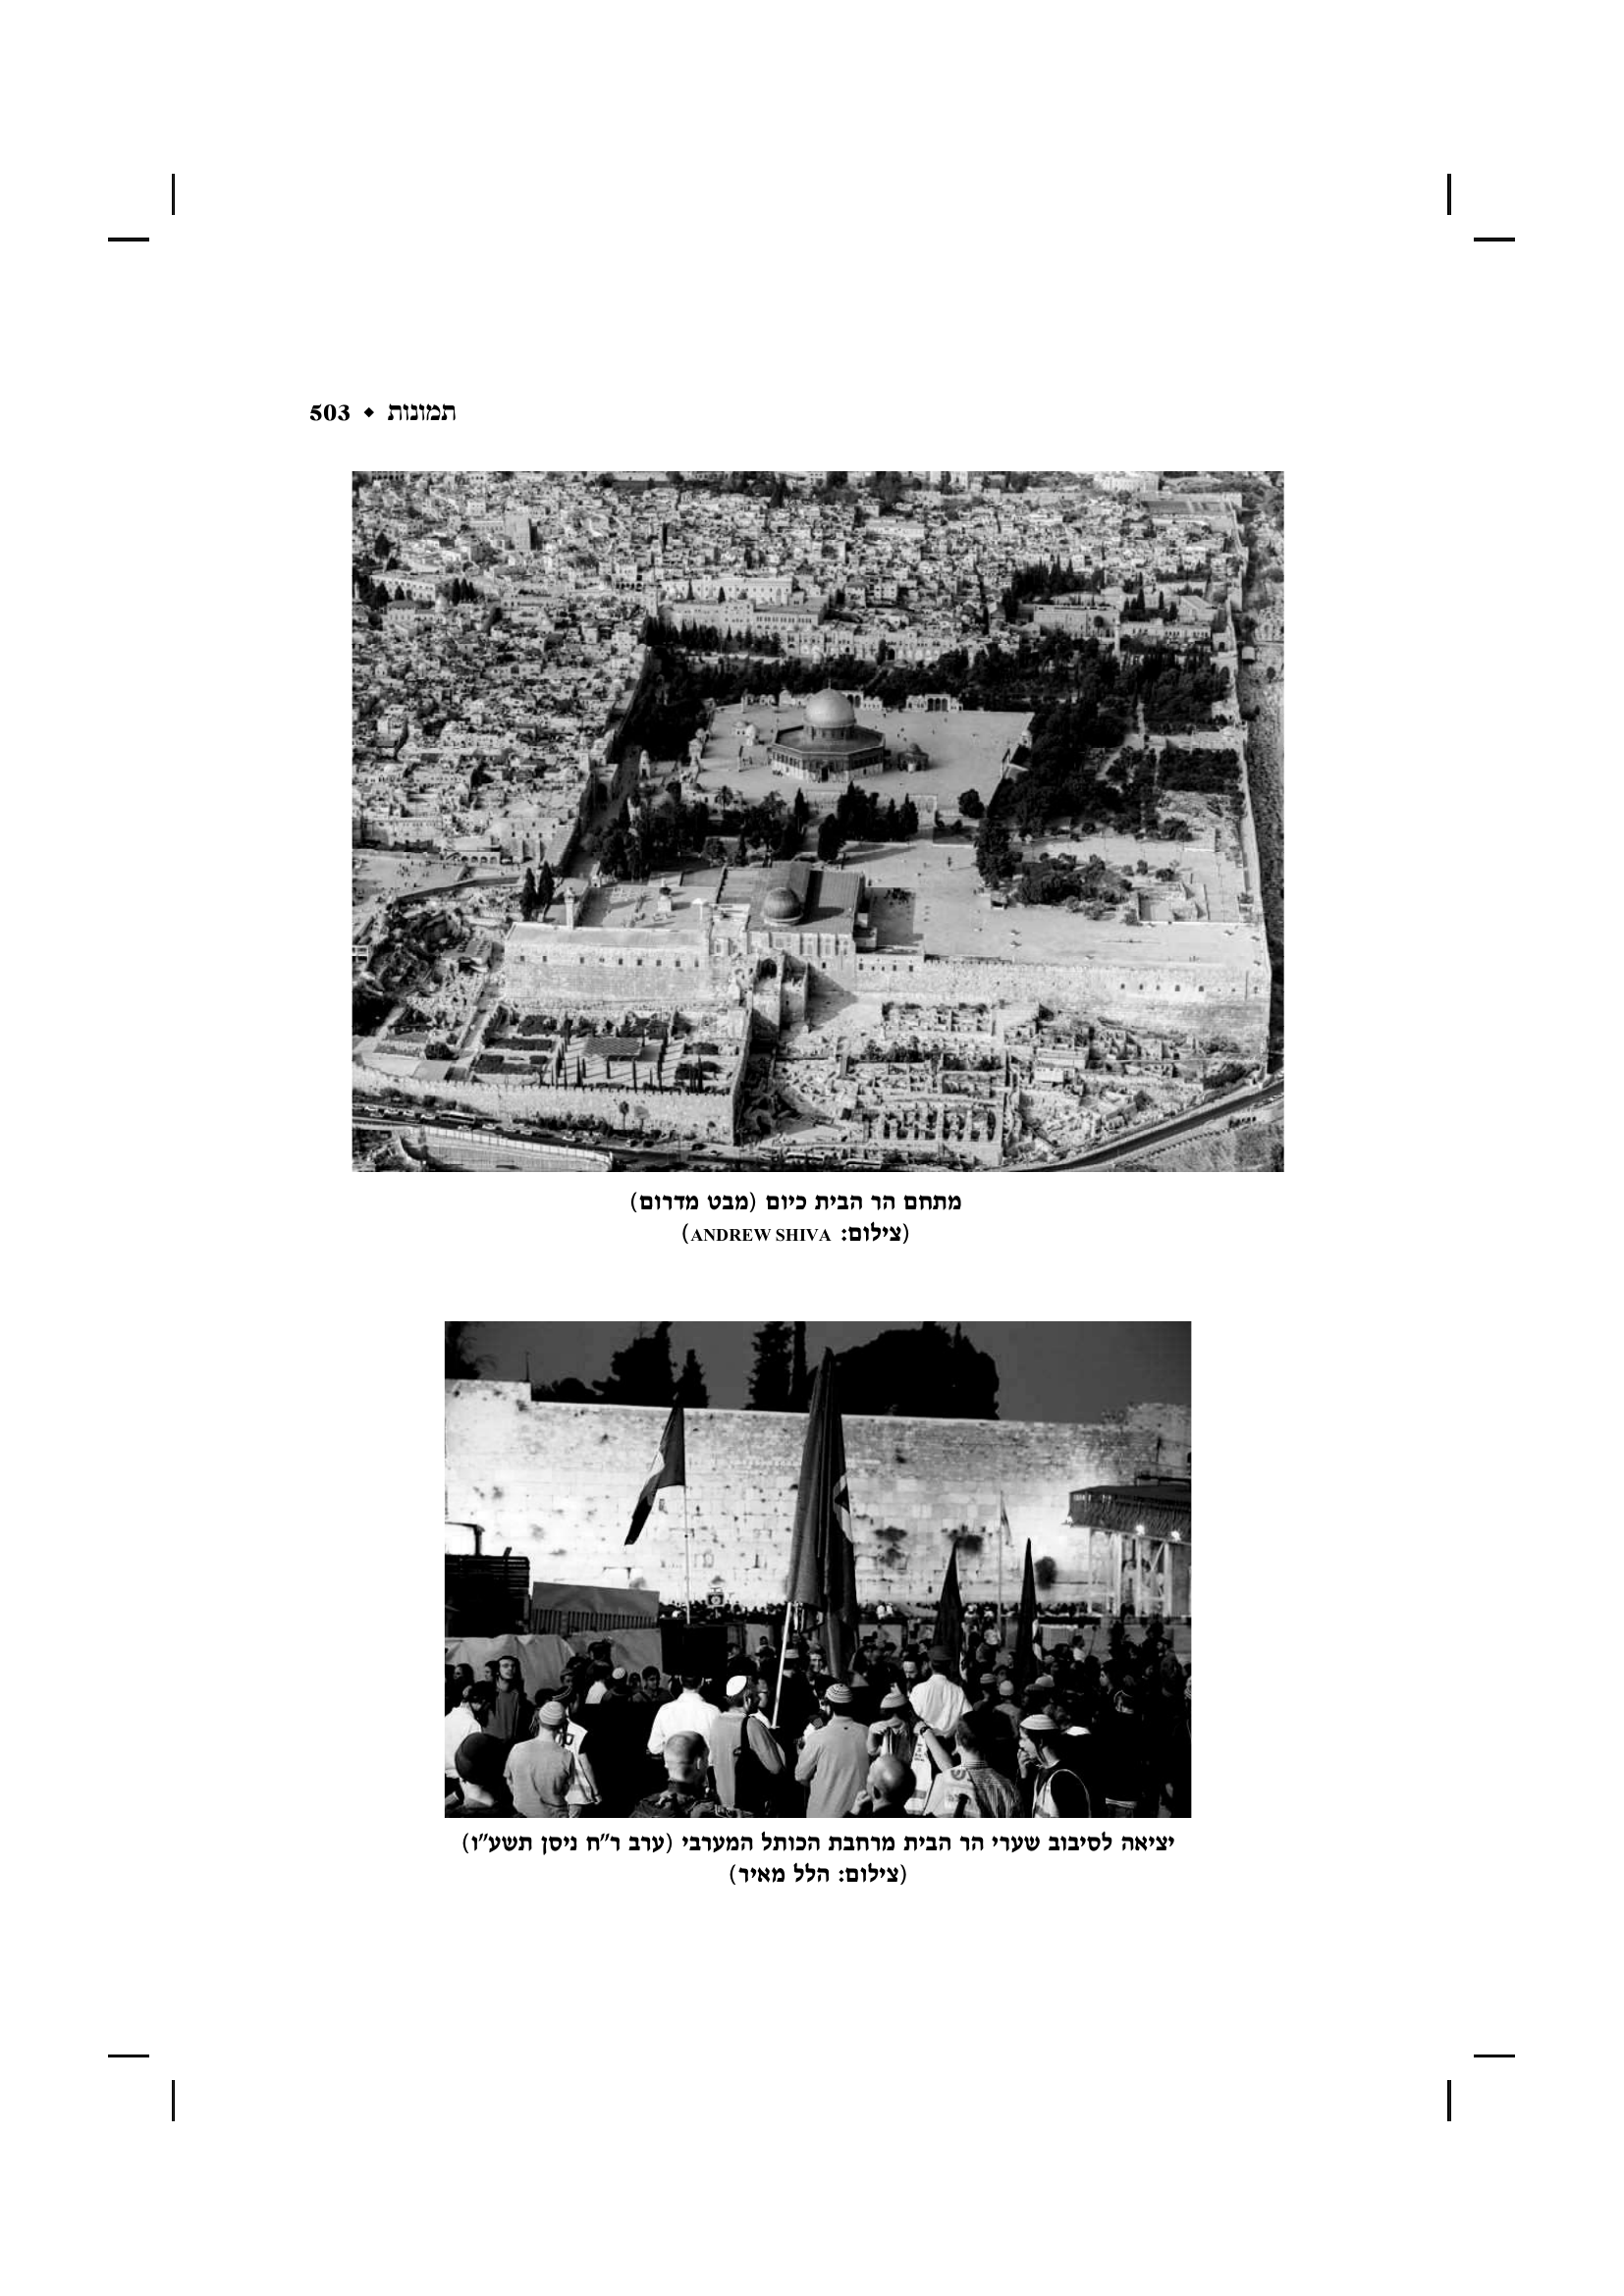 תמונות ◆ 503
מתחם הר הבית כיום (מבט מדרום)
(צילום: ANDREW SHIVA)
יציאה לסיבוב שערי הר הבית מרחבת הכותל המערבי (ערב ר"ח ניסן תשע"ו)
(צילום: הלל מאיר)